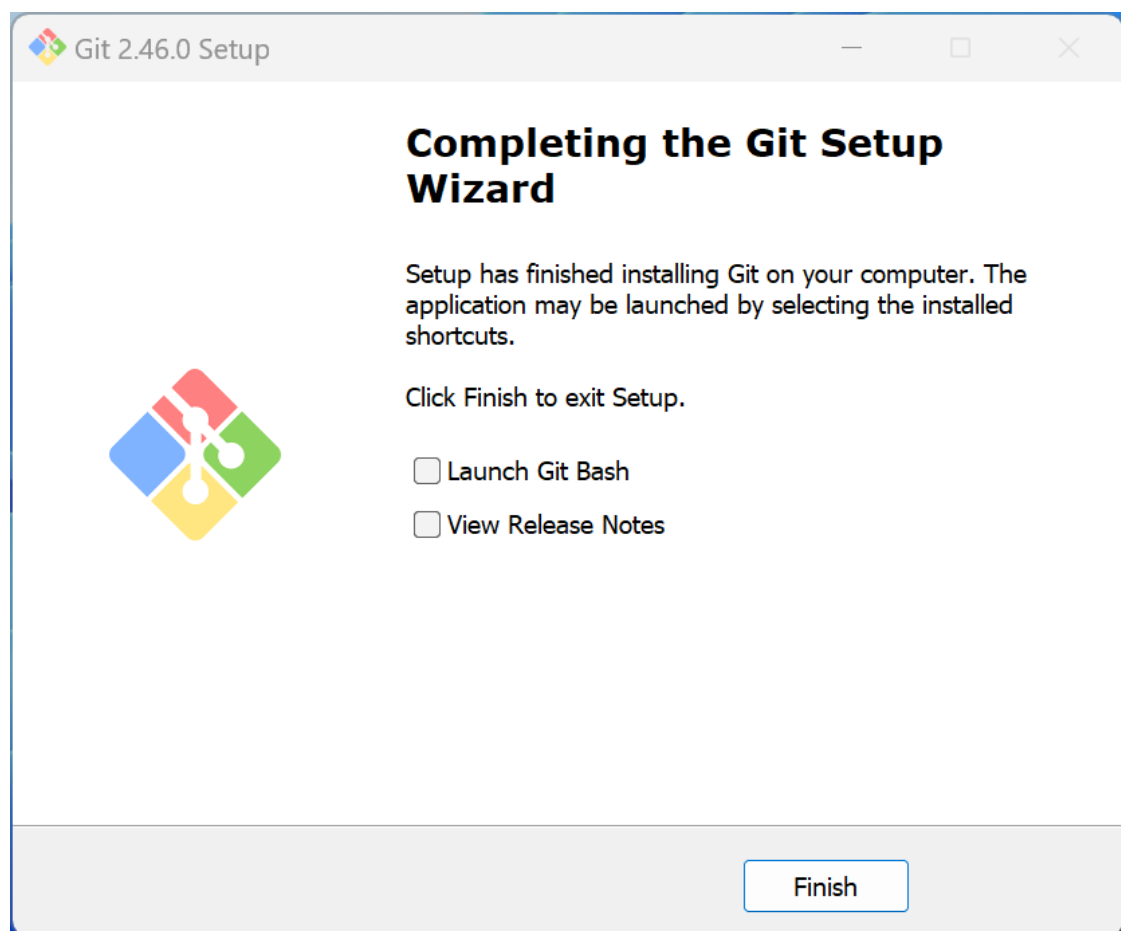 Git 2.46.0 Setup
Completing the Git Setup
Wizard
Setup has finished installing Git on your computer. The
application may be launched by selecting the installed
shortcuts.
Click Finish to exit Setup.
Launch Git Bash
View Release Notes
Finish